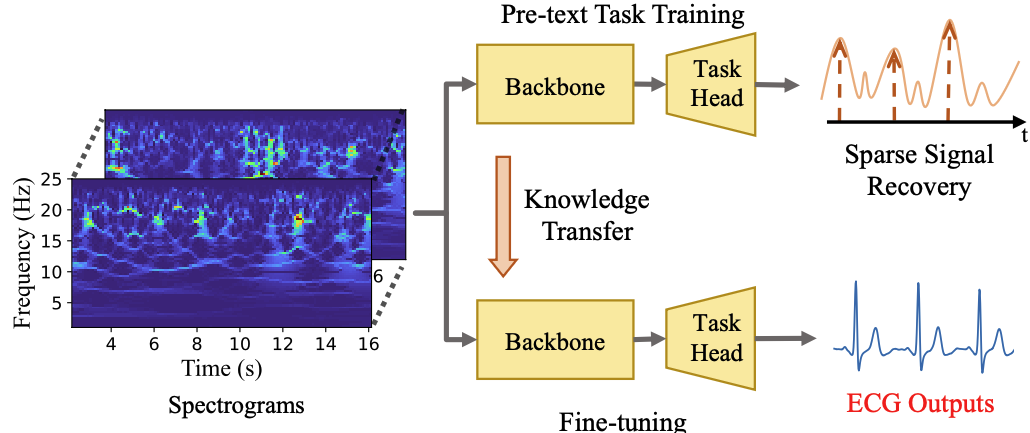 Pre-text Task Training
Backbone
Task
Head
t
Sparse Signal
Recovery
Knowledge
Transfer
Frequency (Hz)
25
20
15
10
5
6
4
6
8
10
12
14
16
Time (s)
Spectrograms
Backbone
Task
Head
ECG Outputs
Fine-tuning